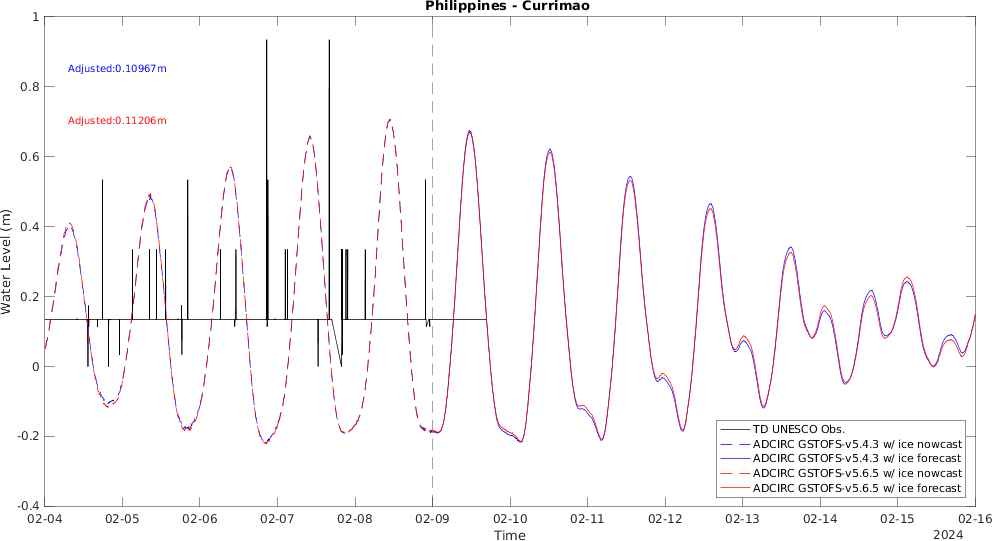 Philippines - Currimao
1
0.8
0.6
0.4
0.2
0
-0.2
-0.4
Water Level (m)
Adjusted:0.10967m
Adjusted:0.11206m
TD UNESCO Obs.
ADCIRC GSTOFS-v5.4.3 w/ ice nowcast
ADCIRC GSTOFS-v5.4.3 w/ ice forecast
ADCIRC GSTOFS-v5.6.5 w/ ice nowcast
ADCIRC GSTOFS-v5.6.5 w/ ice forecast
02-04 02-05 02-06 02-07 02-08 02-09 02-10 02-11 02-12 02-13 02-14 02-15 02-16
Time
2024